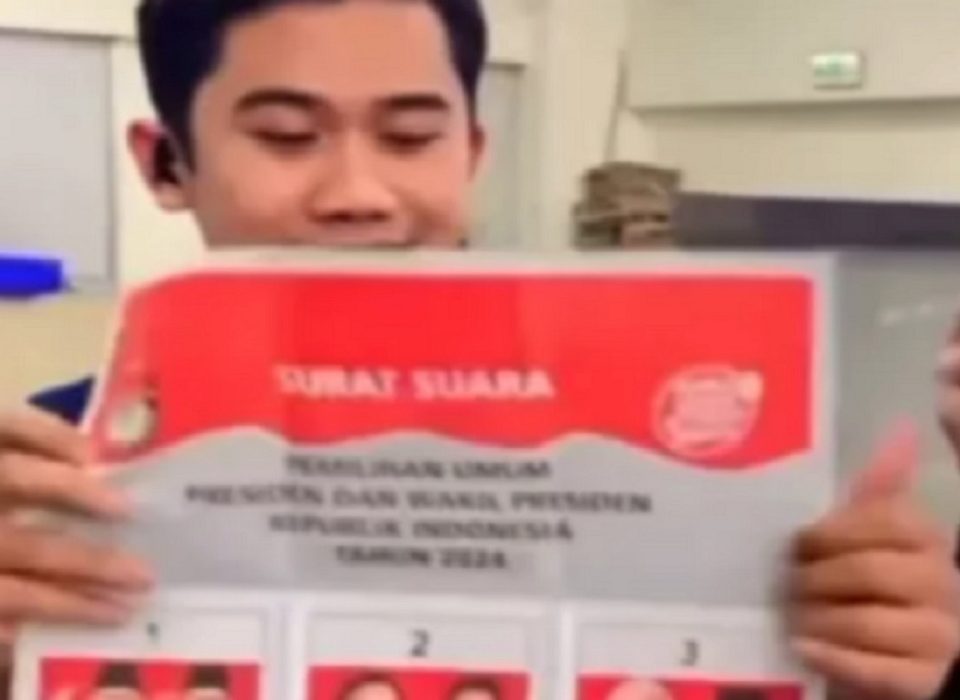 SURAT SUARA
PEMILIHAN UMUM
PRESIDEN DAN WAKIL PRESIDEN
REPUBLIK INDONESIA
TAHUN 2024
1 2 3